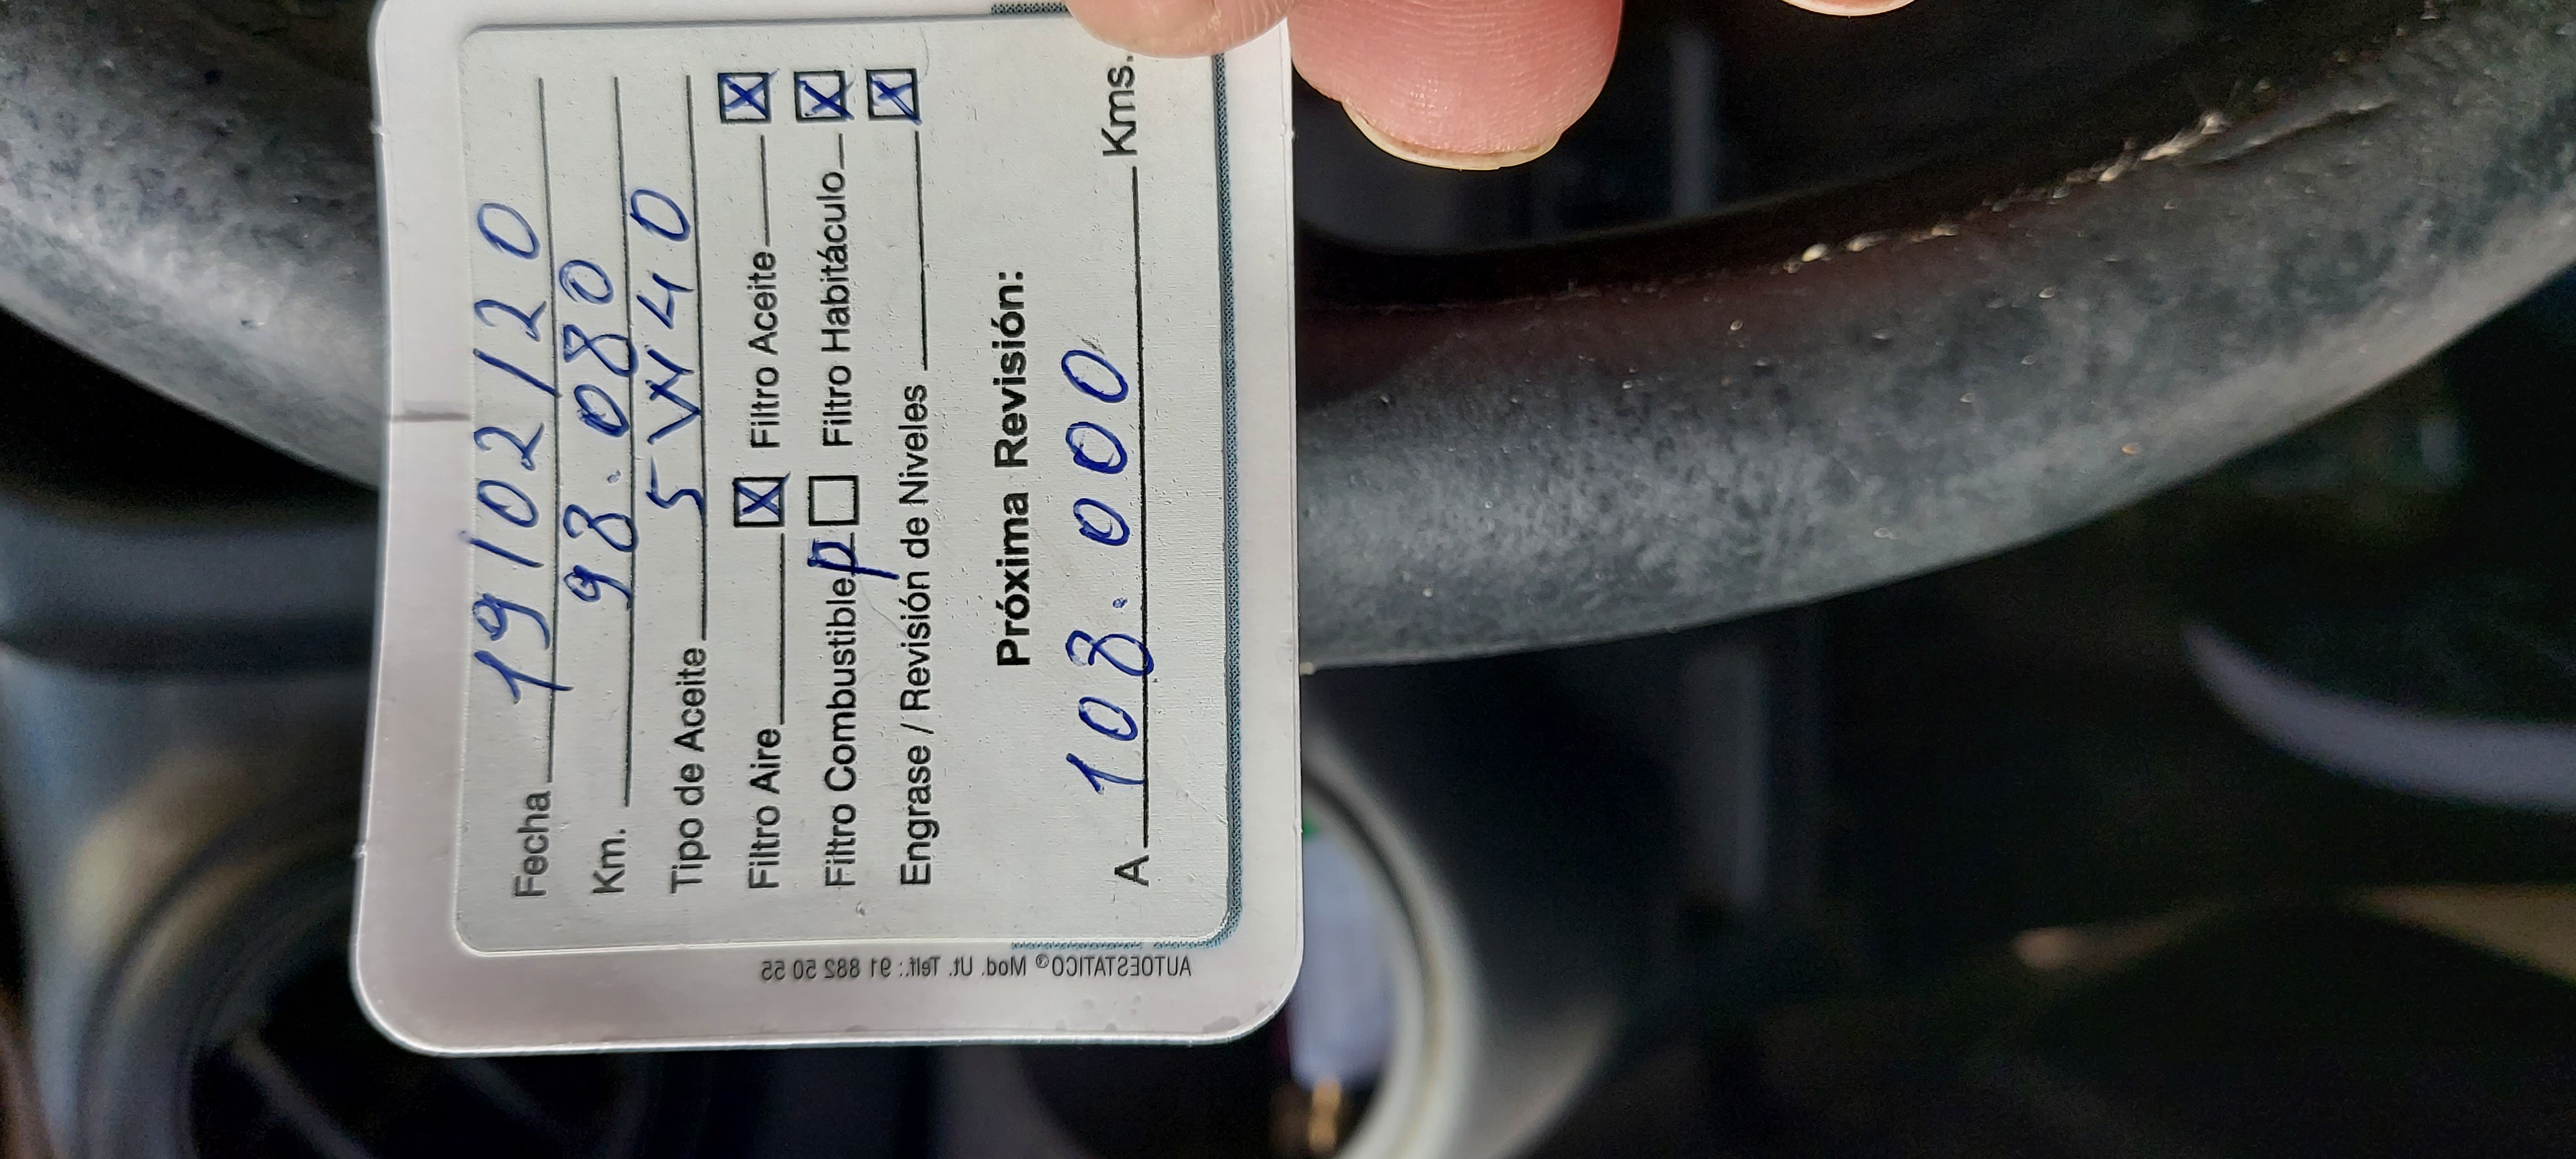 Fecha 19/02/20
Km. 98.080
Tipo de Aceite 5W40
Filtro Aire X Filtro Aceite X
Filtro Combustible P Filtro Habitáculo X
Engrase / Revisión de Niveles X
Próxima Revisión:
A 108.000 Kms.
AUTOESTATICO © Mod. Ut. Telf.: 91 882 50 55